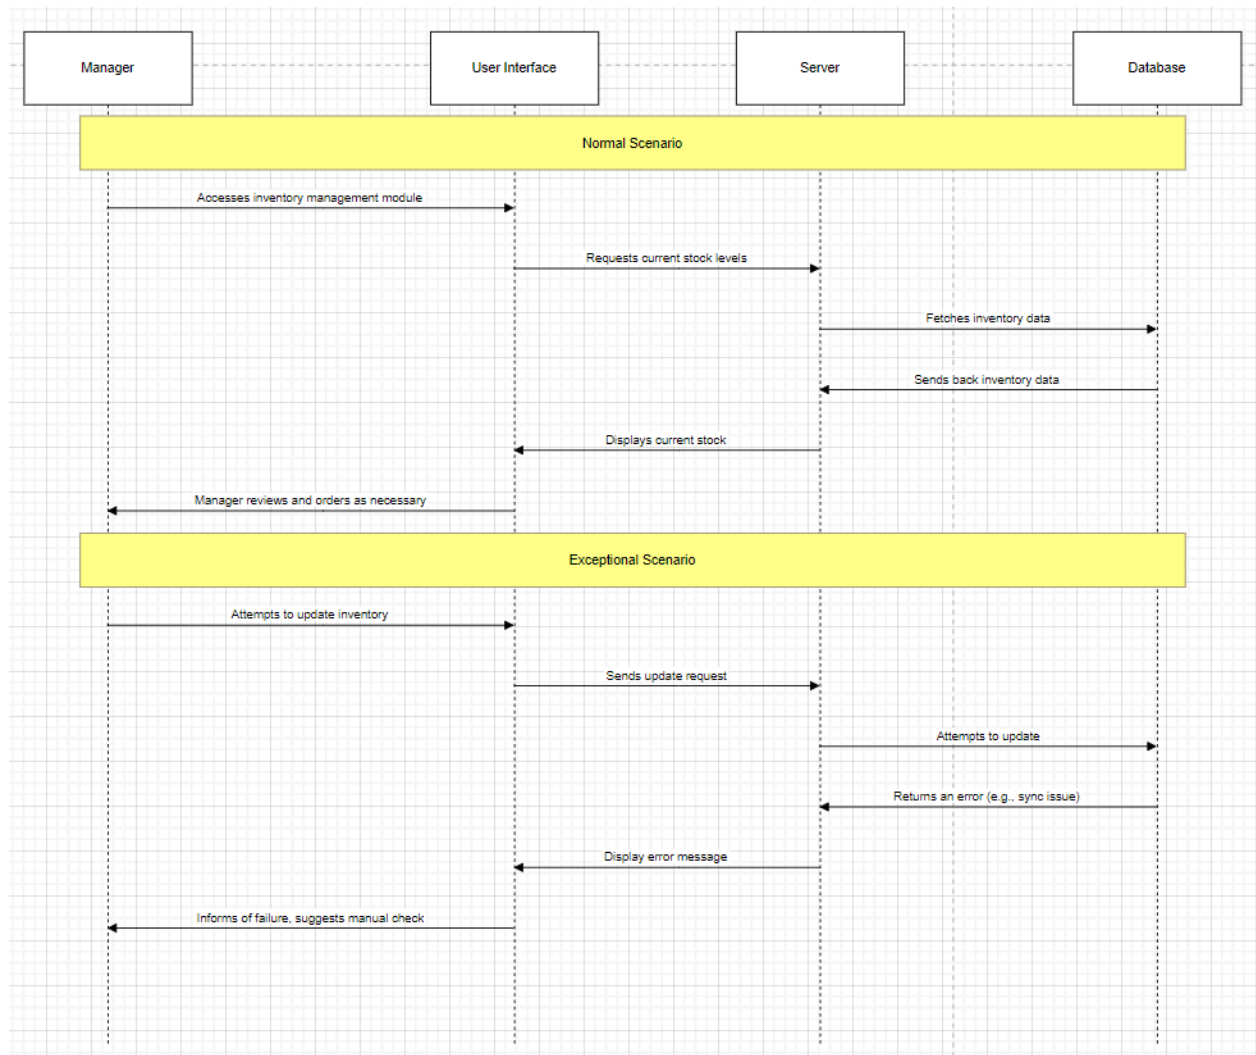 Manager
User Interface
Server
Database
Normal Scenario
Accesses inventory management module
Requests current stock levels
Fetches inventory data
Sends back inventory data
Displays current stock
Manager reviews and orders as necessary
Exceptional Scenario
Attempts to update inventory
Sends update request
Attempts to update
Returns an error (e.g., sync issue)
Display error message
Informs of failure, suggests manual check